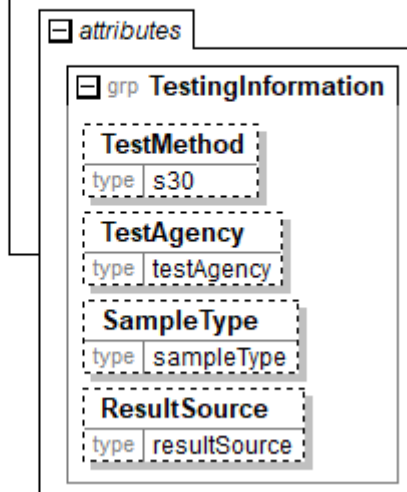 attributes
grp TestingInformation
TestMethod
type s30
TestAgency
type testAgency
SampleType
type sampleType
ResultSource
type resultSource